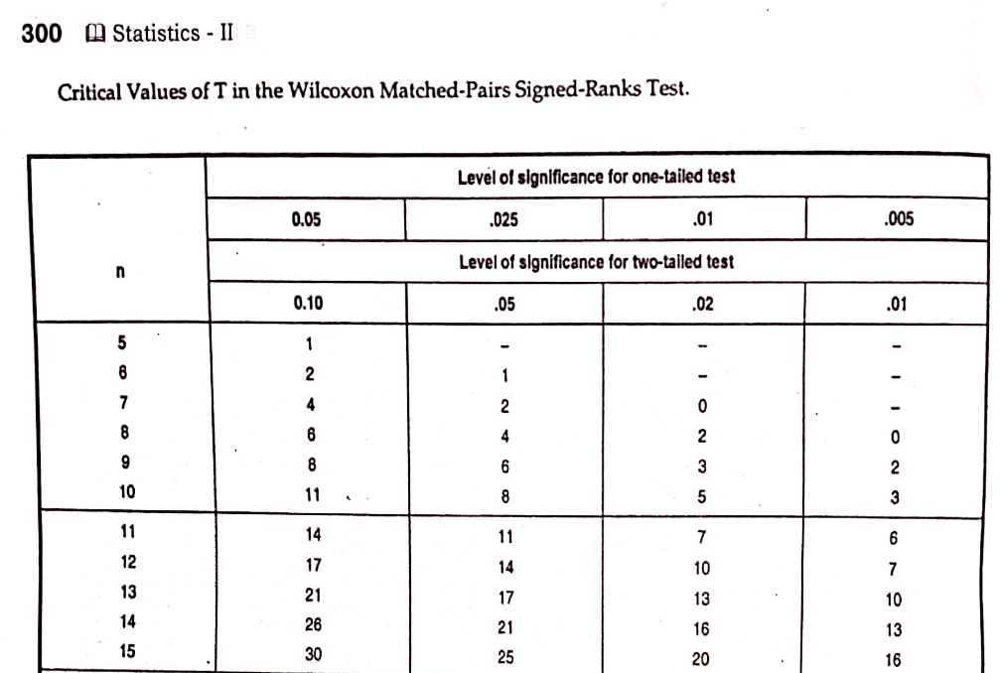 300 Statistics - II
Critical Values of T in the Wilcoxon Matched-Pairs Signed-Ranks Test.
Level of significance for one-tailed test
0.05 .025 .01 .005
n
Level of significance for two-tailed test
0.10 .05 .02 .01
5 1 – – –
6 2 1 – –
7 4 2 0 –
8 6 4 2 0
9 8 6 3 2
10 11 8 5 3
11 14 11 7 6
12 17 14 10 7
13 21 17 13 10
14 26 21 16 13
15 30 25 20 16